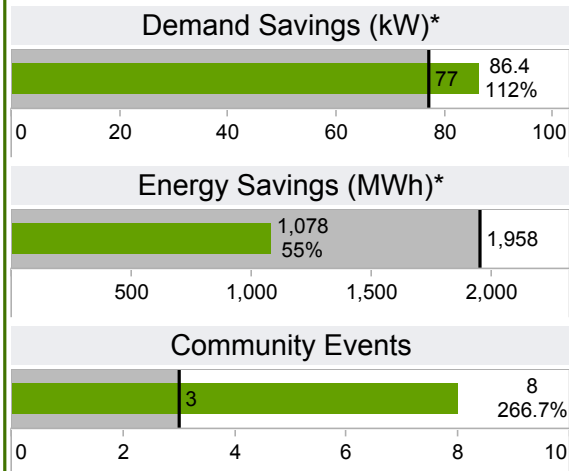 Demand Savings (kW)*
77
86.4
112%
0 20 40 60 80 100
Energy Savings (MWh)*
1,078
55%
1,958
500 1,000 1,500 2,000
Community Events
3
8
266.7%
0 2 4 6 8 10